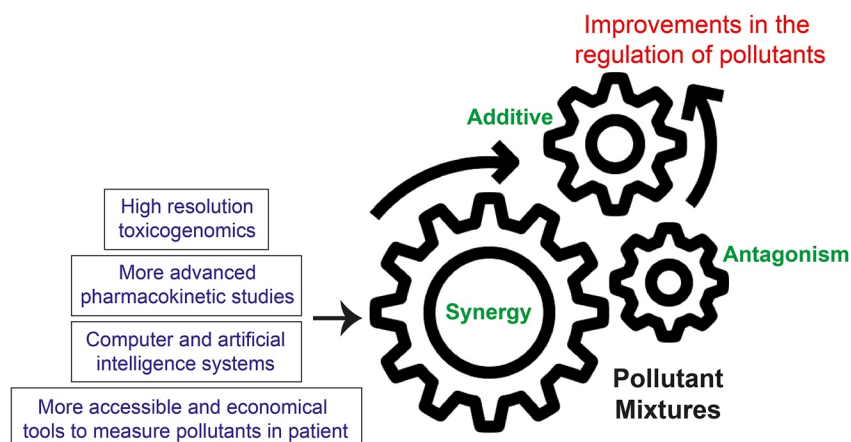 Improvements in the
regulation of pollutants
Additive
High resolution
toxicogenomics
More advanced
pharmacokinetic studies
Antagonism
Synergy
Computer and artificial
intelligence systems
Pollutant
Mixtures
More accessible and economical
tools to measure pollutants in patient